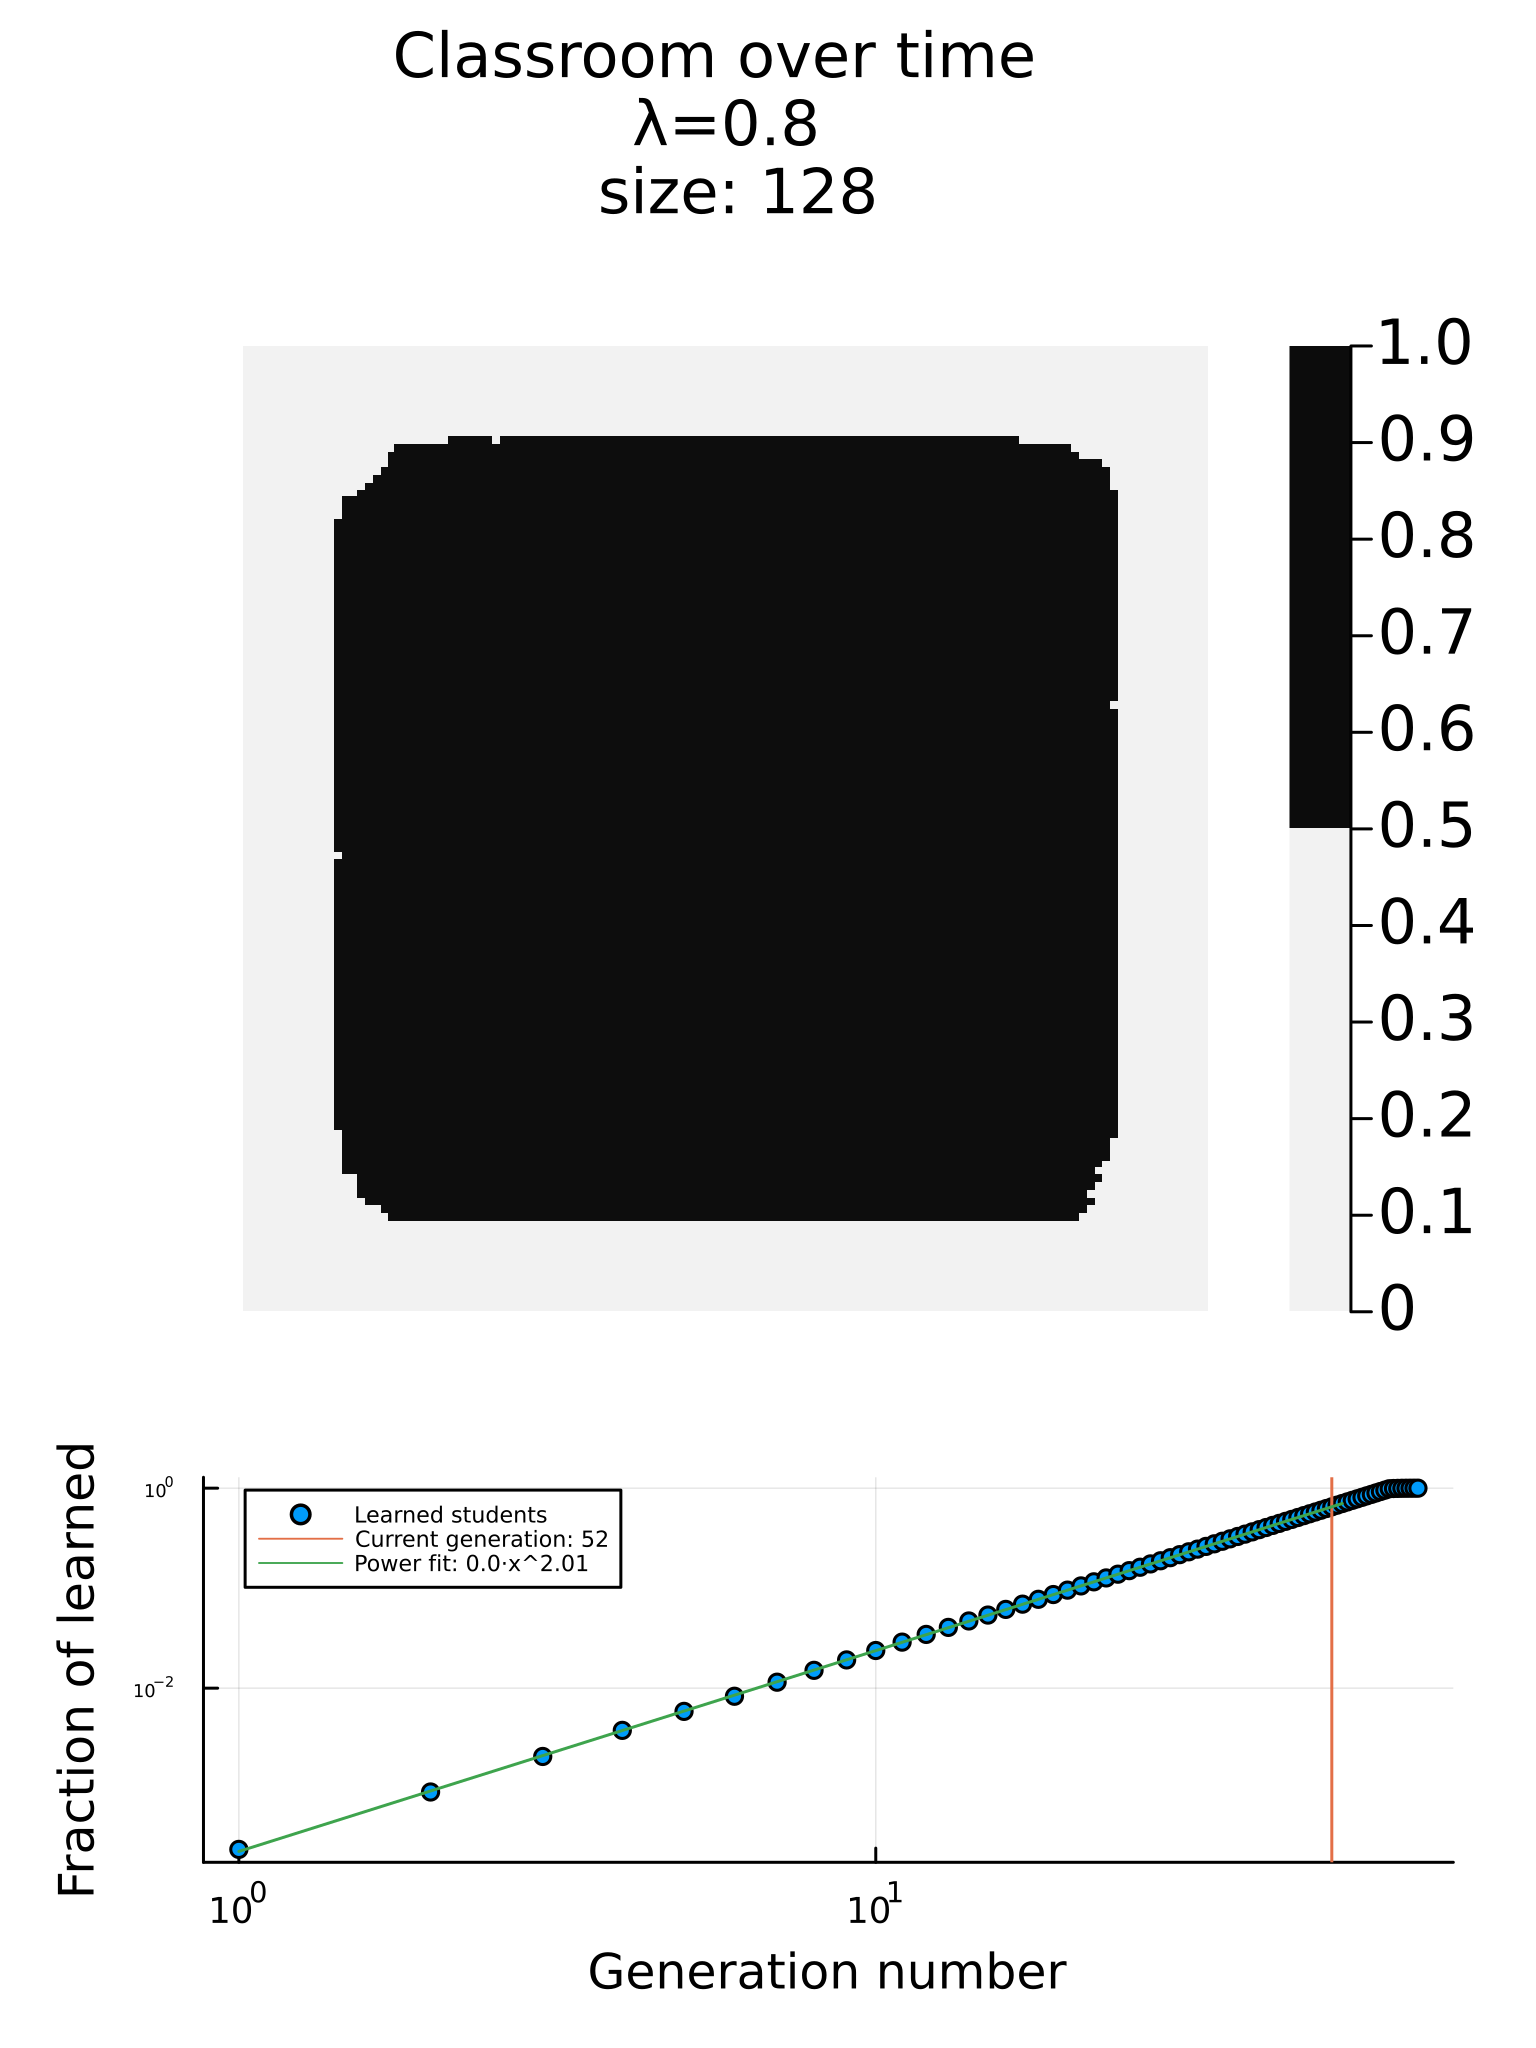 Classroom over time
λ=0.8
size: 128
1.0
0.9
0.8
0.7
0.6
0.5
0.4
0.3
0.2
0.1
0
Fraction of learned
10^0
10^-2
Learned students
Current generation: 52
Power fit: 0.0·x^2.01
10^0
10^1
Generation number